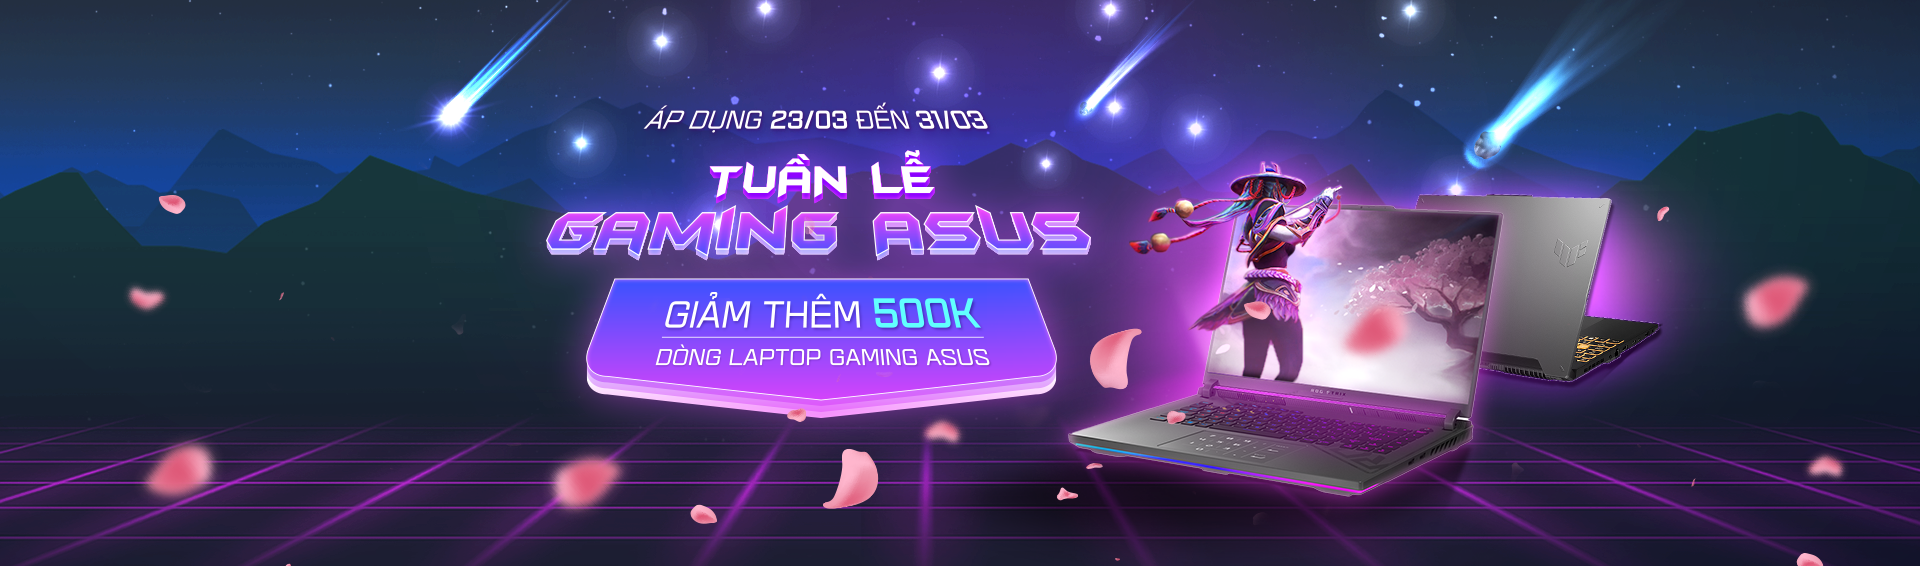 ÁP DỤNG 23/03 ĐẾN 31/03
TUẦN LỄ
GAMING ASUS
GIẢM THÊM 500K
DÒNG LAPTOP GAMING ASUS